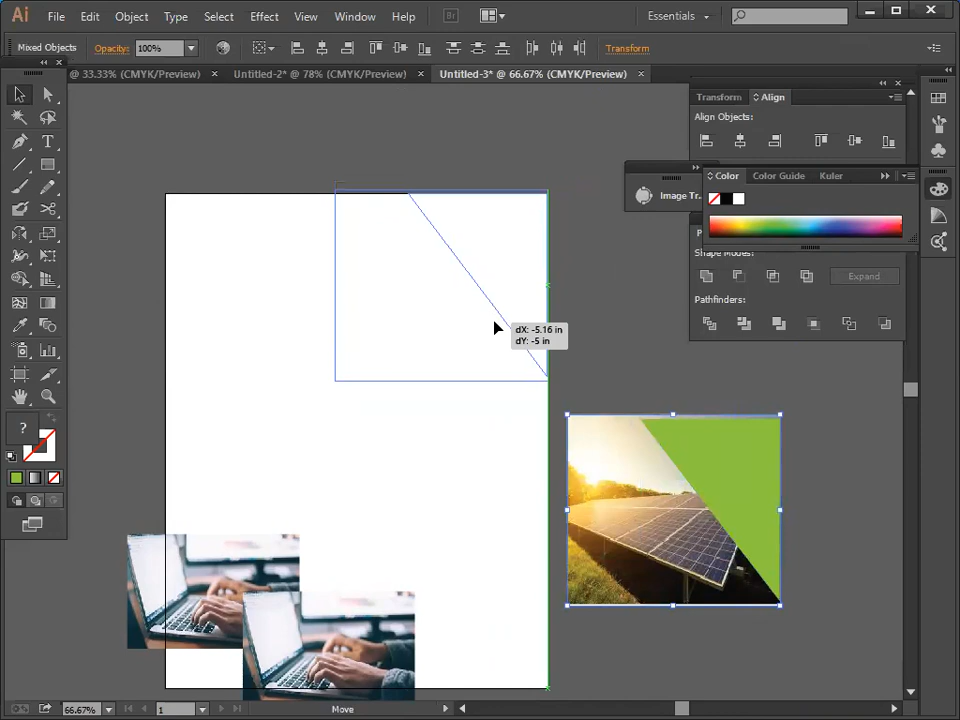 Ai File Edit Object Type Select Effect View Window Help Br Essentials
Mixed Objects Opacity: 100% Transform
@ 33.33% (CMYK/Preview) × Untitled-2* @ 78% (CMYK/Preview) × Untitled-3* @ 66.67% (CMYK/Preview) ×
Transform Align
Align Objects:
Color Color Guide Kuler
Image Tr.
Shape Modes:
Expand
Pathfinders:
dX: -5.16 in
dY: -5 in
?
66.67% 1 Move